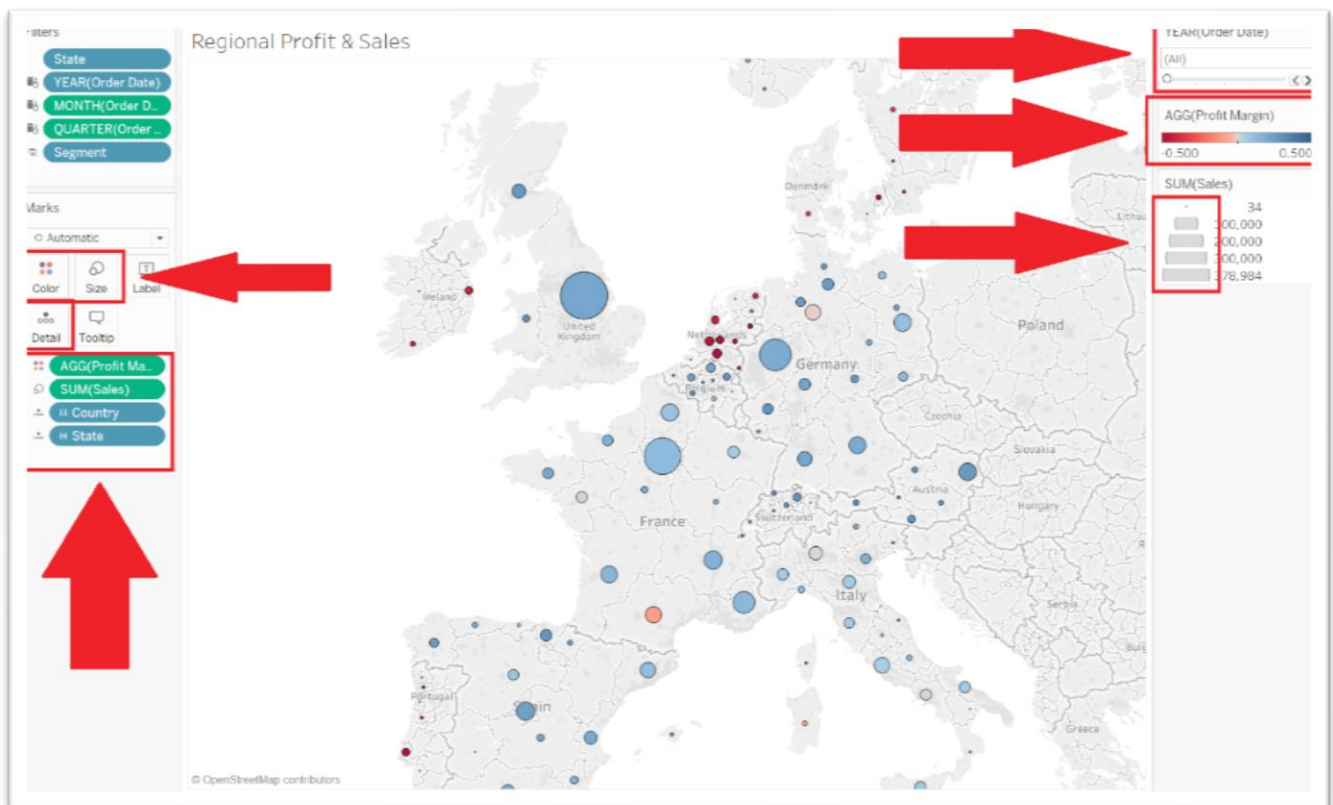 Filters
State
YEAR(Order Date)
MONTH(Order D..
QUARTER(Order ..
Segment
Marks
Automatic
Color
Size
Label
Detail
Tooltip
AGG(Profit Ma..
SUM(Sales)
Country
State
Regional Profit & Sales
Denmark
Ireland
United
Kingdom
Poland
Germany
Belgium
Czechia
Slovakia
Austria
Hungary
France
Switzerland
Italy
Serbia
Portugal
Spain
Greece
© OpenStreetMap contributors
YEAR(Order Date)
(All)
AGG(Profit Margin)
-0.500 0.500
SUM(Sales)
34
100,000
200,000
300,000
378,984